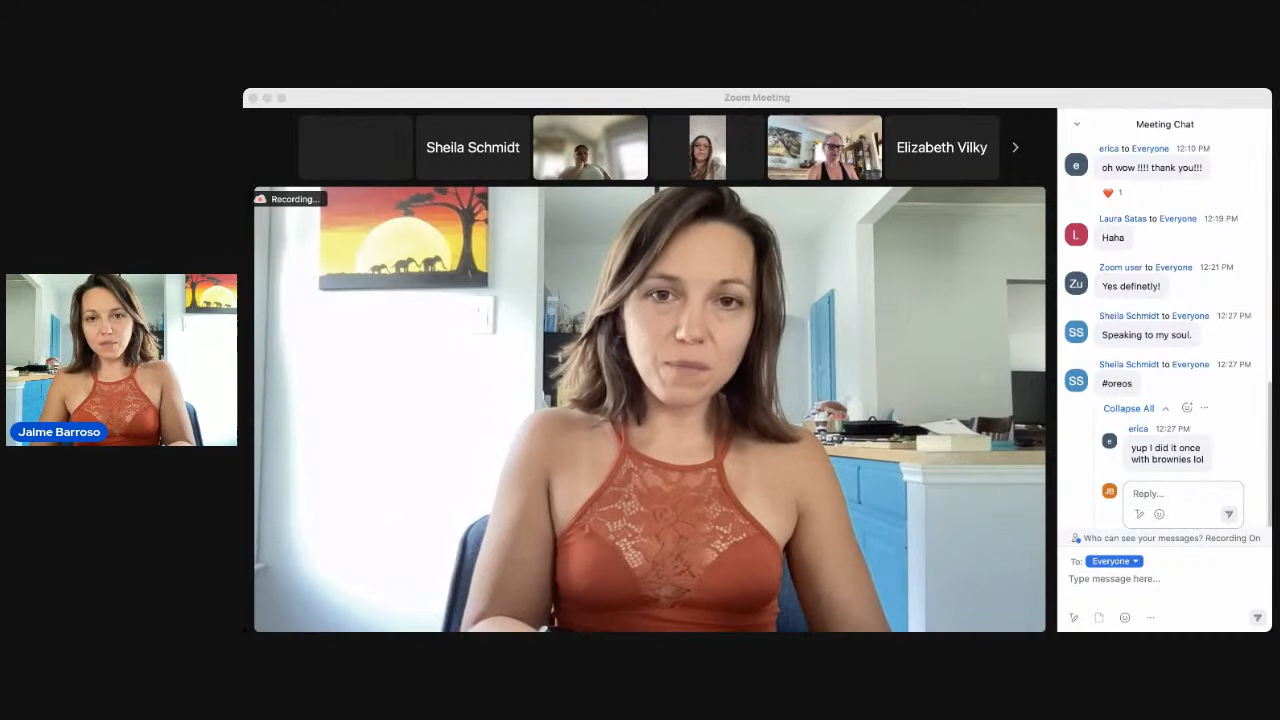 Zoom Meeting
Sheila Schmidt
Elizabeth Vilky
Recording...
Jaime Barroso
Meeting Chat
erica to Everyone 12:10 PM
e
oh wow !!!! thank you!!!
1
Laura Satas to Everyone 12:19 PM
L
Haha
Zoom user to Everyone 12:21 PM
Zu
Yes definetly!
Sheila Schmidt to Everyone 12:27 PM
SS
Speaking to my soul.
Sheila Schmidt to Everyone 12:27 PM
SS
#oreos
Collapse All
erica 12:27 PM
e
yup I did it once
with brownies lol
JB
Reply...
Who can see your messages? Recording On
To: Everyone
Type message here...